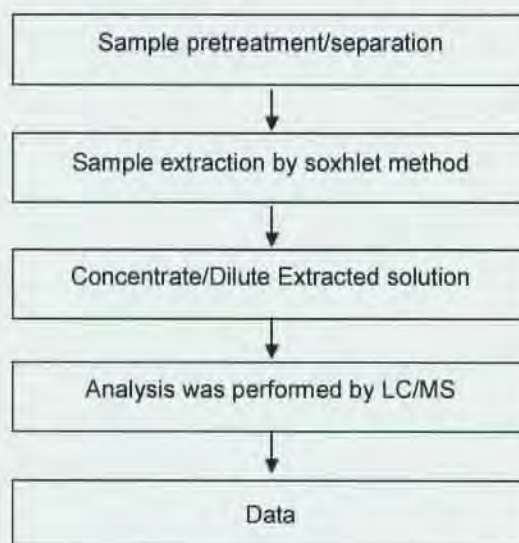 Sample pretreatment/separation
Sample extraction by soxhlet method
Concentrate/Dilute Extracted solution
Analysis was performed by LC/MS
Data